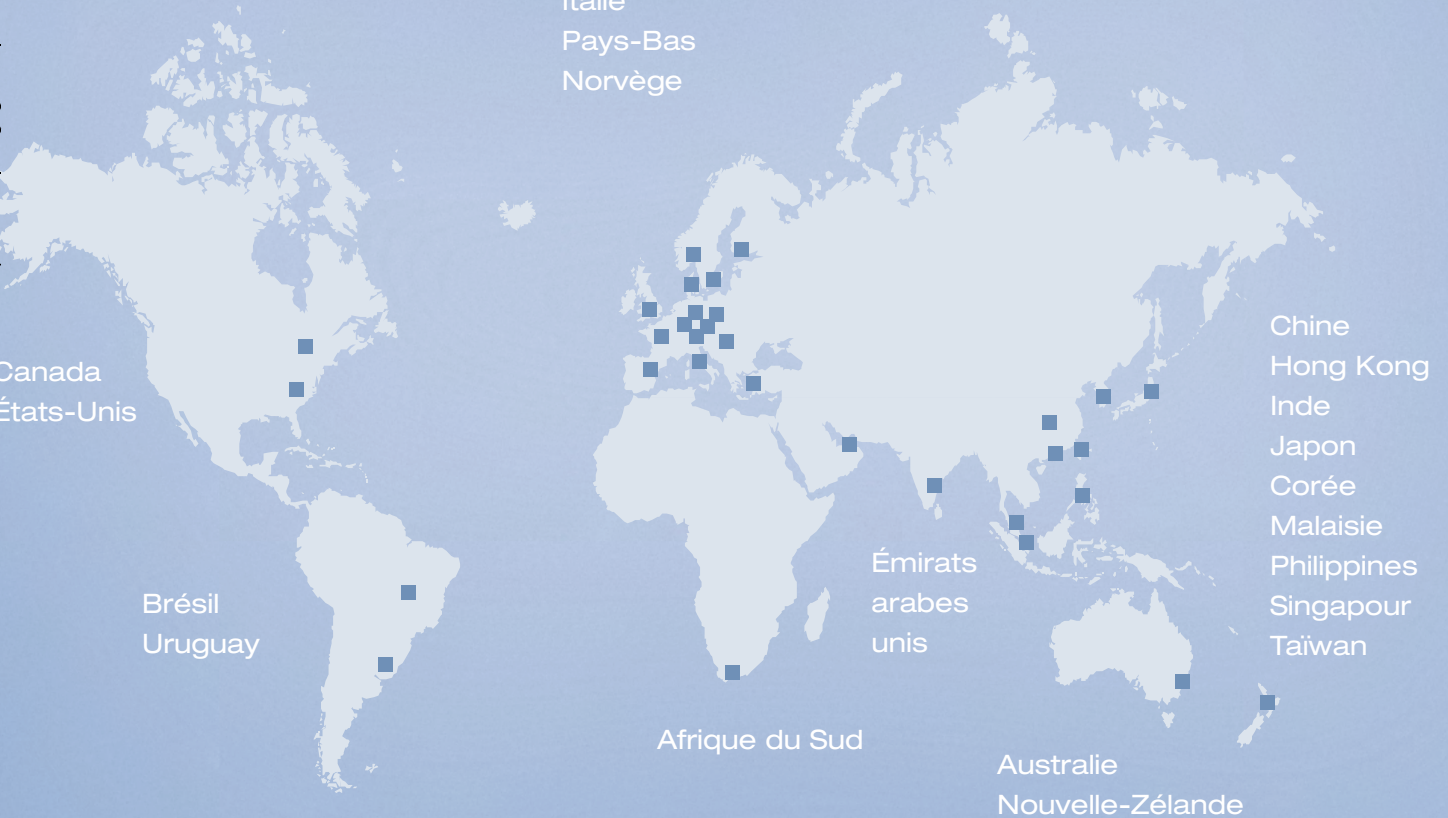 Italie
Pays-Bas
Norvège
Canada
États-Unis
Brésil
Uruguay
Émirats
arabes
unis
Afrique du Sud
Chine
Hong Kong
Inde
Japon
Corée
Malaisie
Philippines
Singapour
Taïwan
Australie
Nouvelle-Zélande